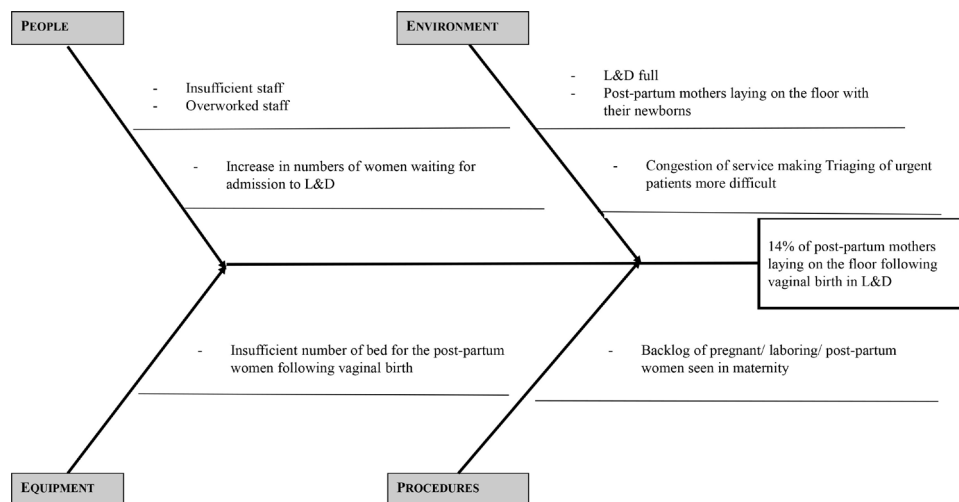 PEOPLE
ENVIRONMENT
- Insufficient staff
- Overworked staff
- L&D full
- Post-partum mothers laying on the floor with
their newborns
- Increase in numbers of women waiting for
admission to L&D
- Congestion of service making Triaging of urgent
patients more difficult
14% of post-partum mothers
laying on the floor following
vaginal birth in L&D
- Insufficient number of bed for the post-partum
women following vaginal birth
- Backlog of pregnant/ laboring/ post-partum
women seen in maternity
EQUIPMENT
PROCEDURES